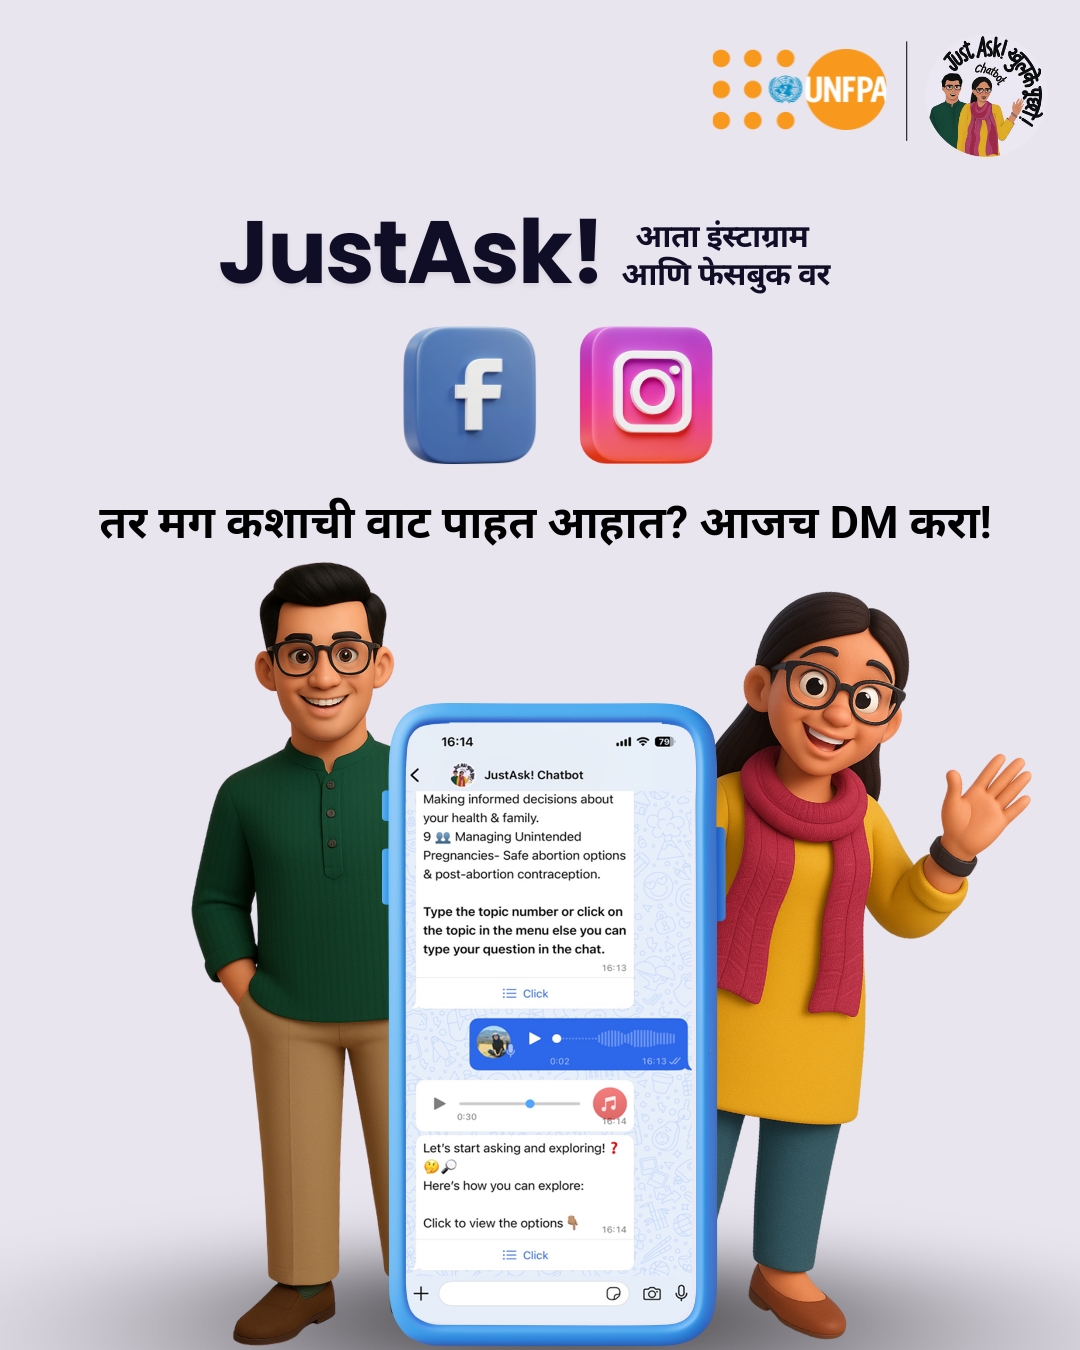 UNFPA
Just Ask! खुलके पूछो!
Chatbot
JustAsk!
आता इंस्टाग्राम
आणि फेसबुक वर
तर मग कशाची वाट पाहत आहात? आजच DM करा!
16:14
79
JustAsk! Chatbot
Making informed decisions about
your health & family.
9 👥 Managing Unintended
Pregnancies- Safe abortion options
& post-abortion contraception.
Type the topic number or click on
the topic in the menu else you can
type your question in the chat.
16:13
Click
0:02
16:13
0:30
16:14
Let's start asking and exploring! ❓
🤔🔎
Here's how you can explore:
Click to view the options 👇🏽
16:14
Click